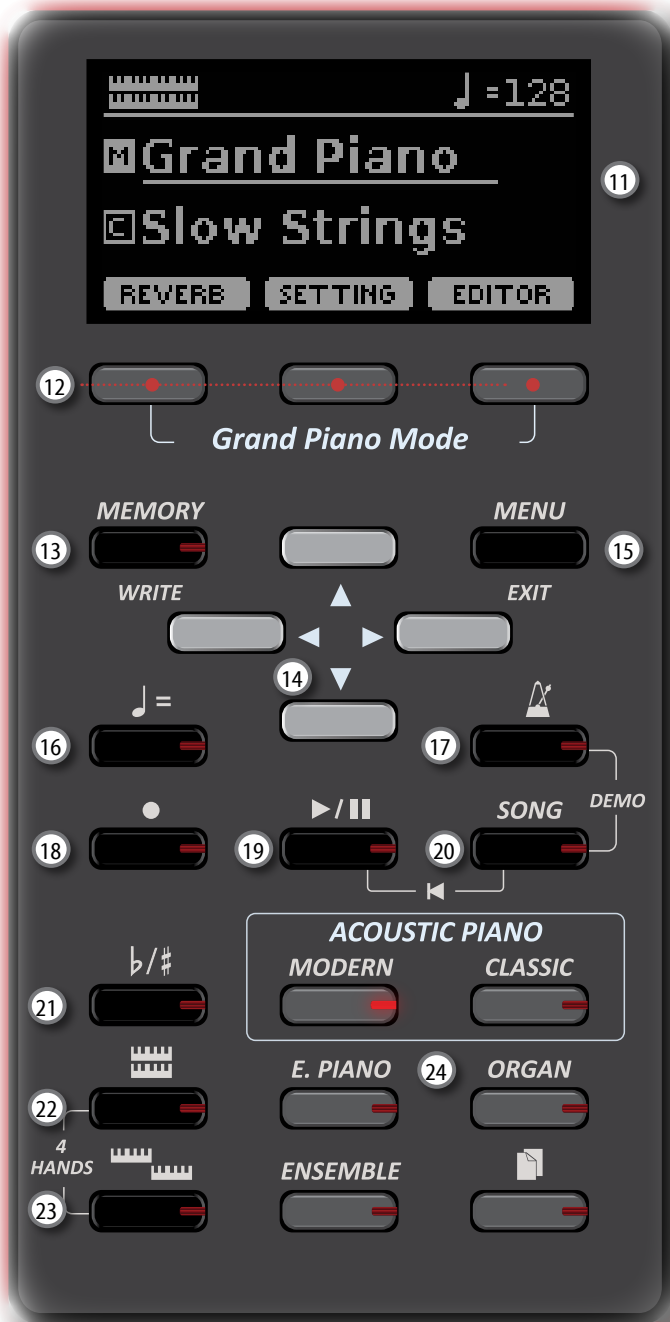 ♩=128
M Grand Piano
11
C Slow Strings
REVERB SETTING EDITOR
12
Grand Piano Mode
MEMORY MENU
13 15
WRITE EXIT
14
♩=
16 17
DEMO
▶/❚❚ SONG
18 19 20
ACOUSTIC PIANO
♭/♯ MODERN CLASSIC
21
E. PIANO 24 ORGAN
22
4
HANDS
ENSEMBLE
23